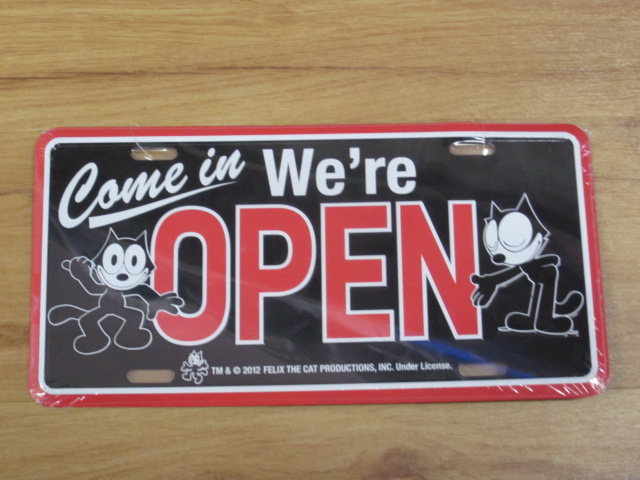 Come in We're
OPEN
TM & © 2012 FELIX THE CAT PRODUCTIONS, INC. Under License.